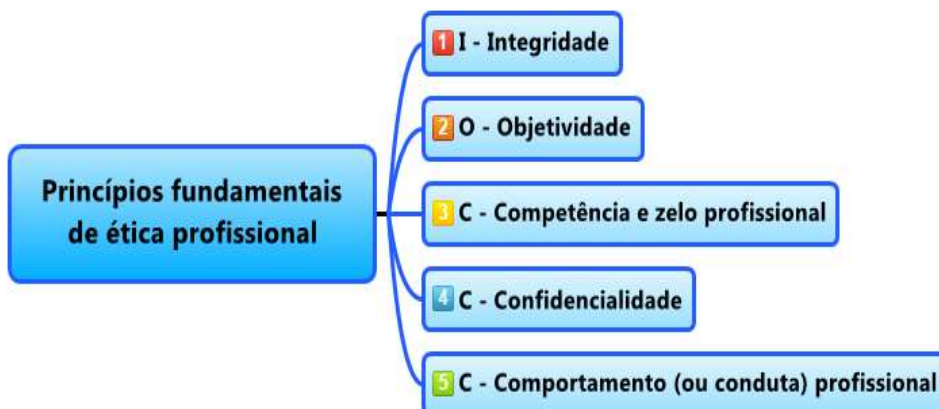 Princípios fundamentais
de ética profissional
1 I - Integridade
2 O - Objetividade
3 C - Competência e zelo profissional
4 C - Confidencialidade
5 C - Comportamento (ou conduta) profissional